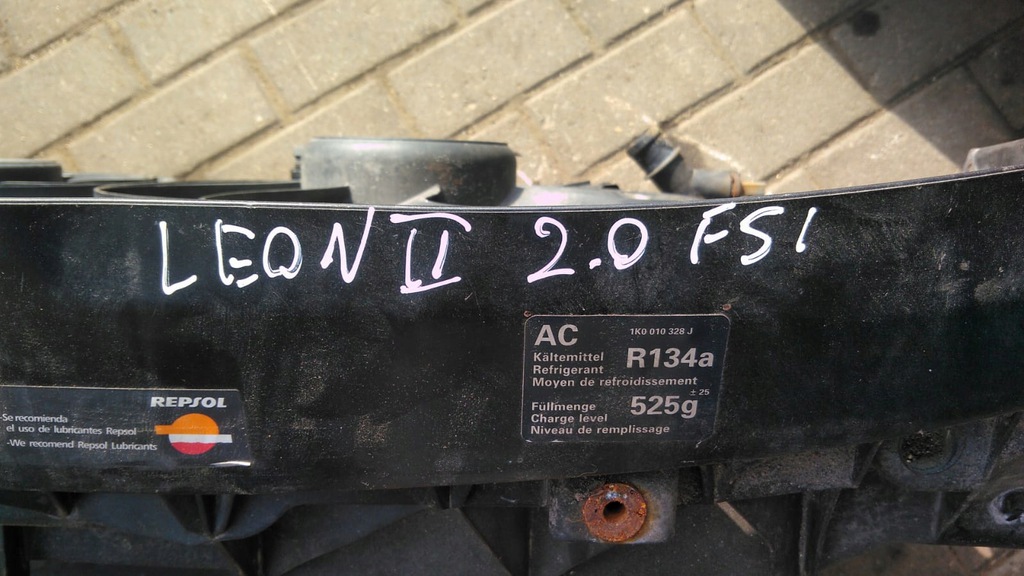 LEON II 2.0 FSI
AC 1K0 010 328 J
Kältemittel
Refrigerant R134a
Moyen de refroidissement
± 25
Füllmenge 525g
Charge level
Niveau de remplissage
REPSOL
-Se recomienda
el uso de lubricantes Repsol
-We recomend Repsol Lubricants